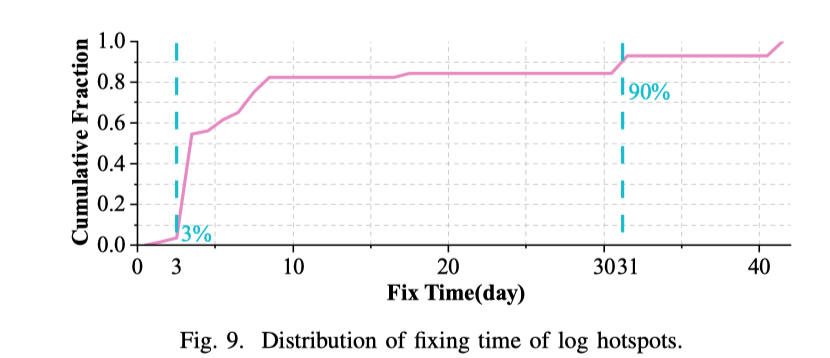 Cumulative Fraction
1.0
0.8
0.6
0.4
0.2
0.0
90%
3%
0 3 10 20 3031 40
Fix Time(day)
Fig. 9. Distribution of fixing time of log hotspots.